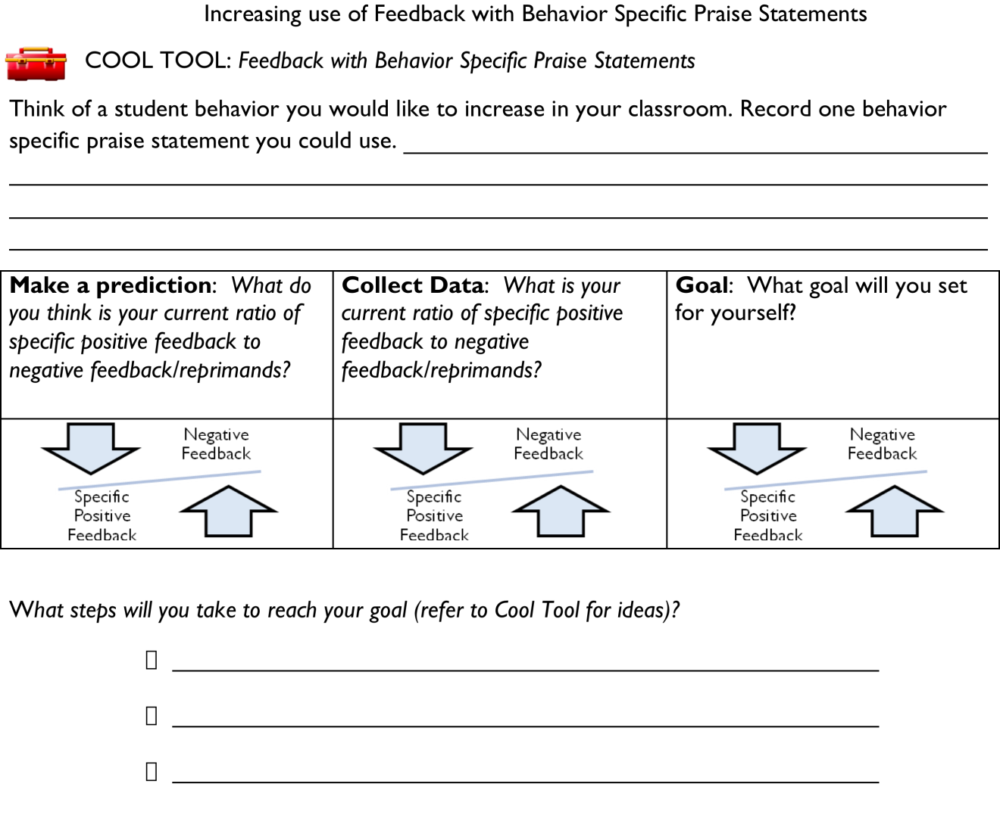 Increasing use of Feedback with Behavior Specific Praise Statements
COOL TOOL: Feedback with Behavior Specific Praise Statements
Think of a student behavior you would like to increase in your classroom. Record one behavior
specific praise statement you could use.
Make a prediction: What do
you think is your current ratio of
specific positive feedback to
negative feedback/reprimands?
Collect Data: What is your
current ratio of specific positive
feedback to negative
feedback/reprimands?
Goal: What goal will you set
for yourself?
Negative
Feedback
Specific
Positive
Feedback
Negative
Feedback
Specific
Positive
Feedback
Negative
Feedback
Specific
Positive
Feedback
What steps will you take to reach your goal (refer to Cool Tool for ideas)?